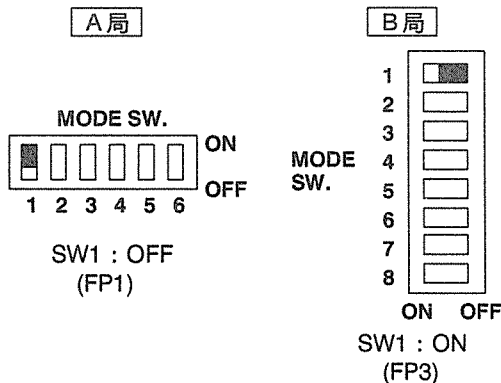 A局
MODE SW.
ON
OFF
1 2 3 4 5 6
SW1 : OFF
(FP1)
B局
MODE
SW.
1
2
3
4
5
6
7
8
ON OFF
SW1 : ON
(FP3)